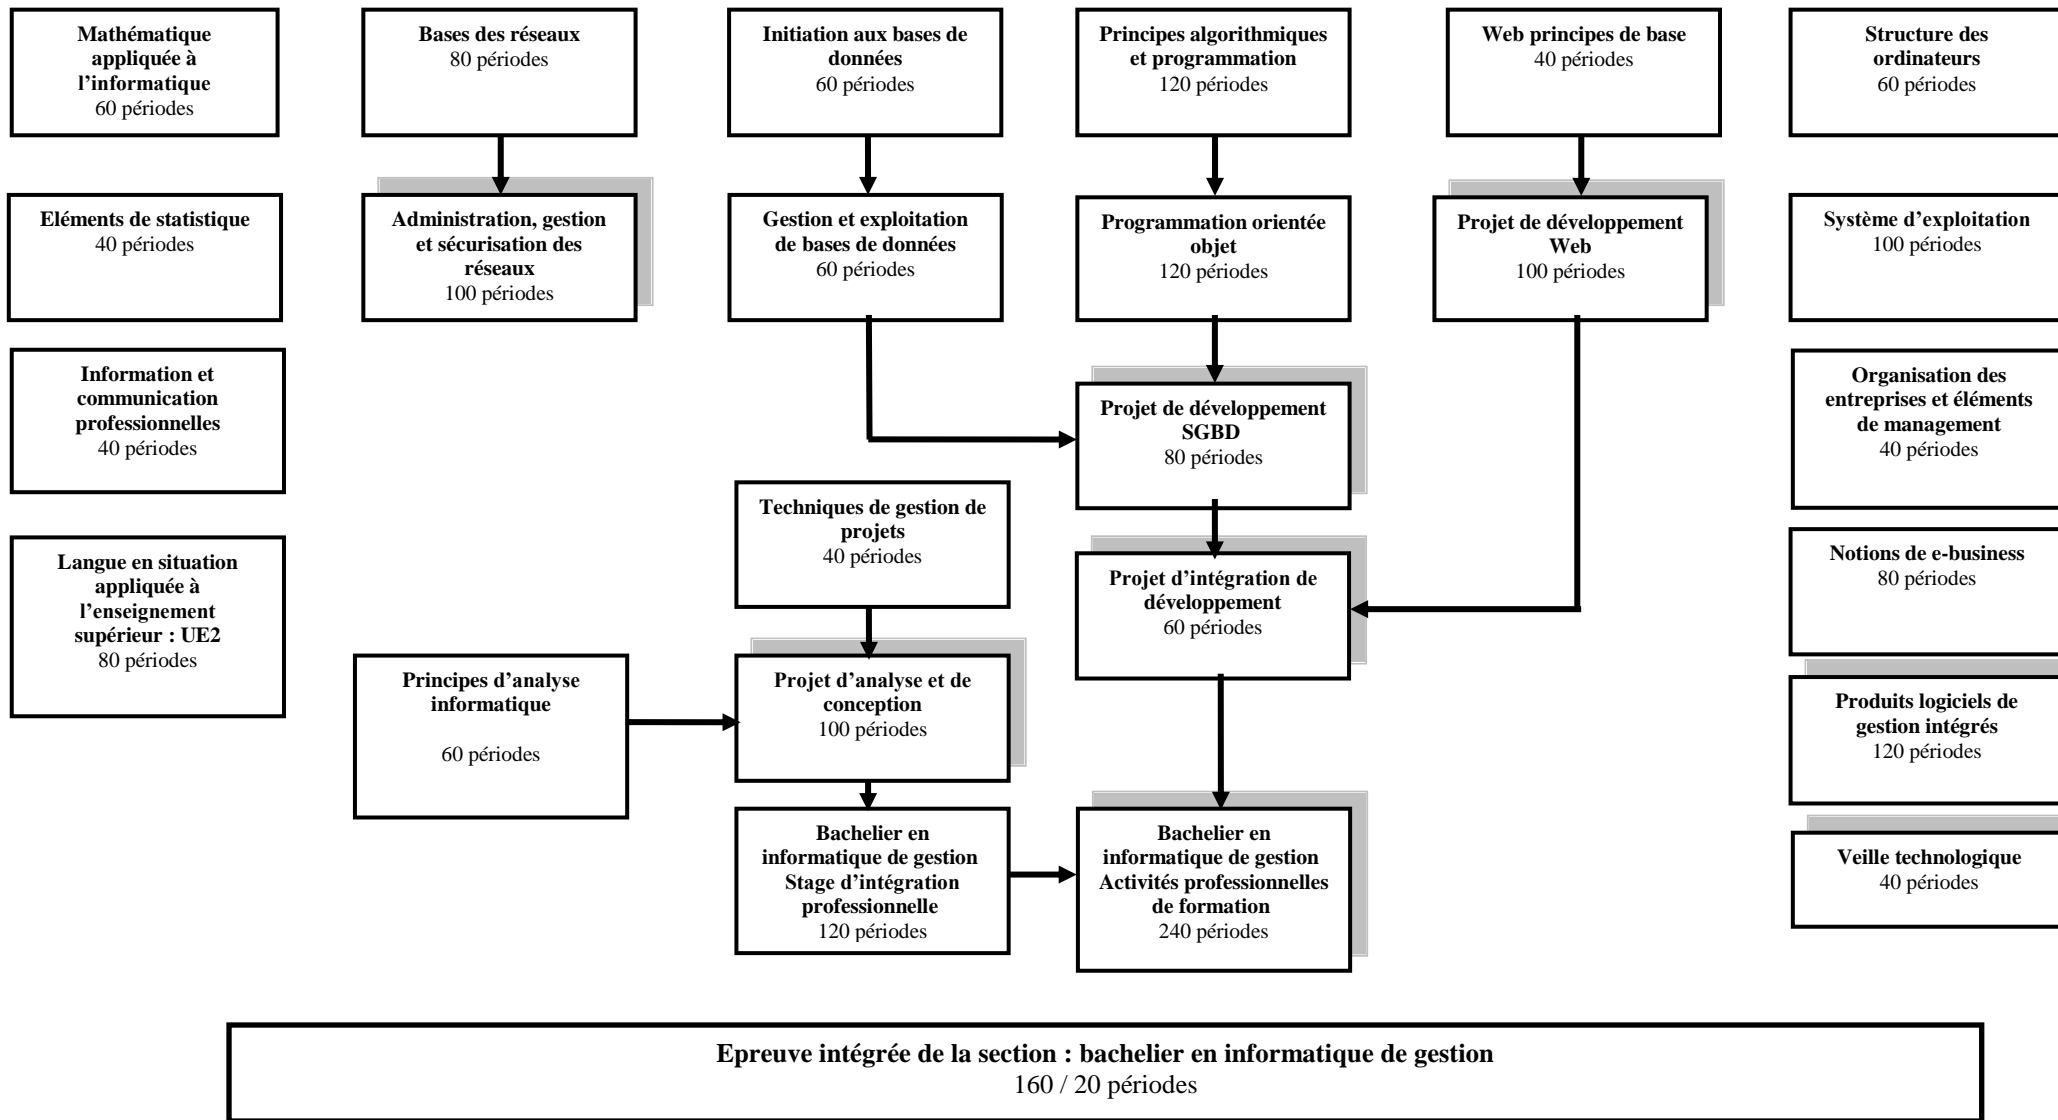 Mathématique
appliquée à
l’informatique
60 périodes
Bases des réseaux
80 périodes
Initiation aux bases de
données
60 périodes
Principes algorithmiques
et programmation
120 périodes
Web principes de base
40 périodes
Structure des
ordinateurs
60 périodes
Eléments de statistique
40 périodes
Administration, gestion
et sécurisation des
réseaux
100 périodes
Gestion et exploitation
de bases de données
60 périodes
Programmation orientée
objet
120 périodes
Projet de développement
Web
100 périodes
Système d’exploitation
100 périodes
Information et
communication
professionnelles
40 périodes
Projet de développement
SGBD
80 périodes
Organisation des
entreprises et éléments
de management
40 périodes
Techniques de gestion de
projets
40 périodes
Langue en situation
appliquée à
l’enseignement
supérieur : UE2
80 périodes
Projet d’intégration de
développement
60 périodes
Notions de e-business
80 périodes
Principes d’analyse
informatique
60 périodes
Projet d’analyse et de
conception
100 périodes
Produits logiciels de
gestion intégrés
120 périodes
Bachelier en
informatique de gestion
Stage d’intégration
professionnelle
120 périodes
Bachelier en
informatique de gestion
Activités professionnelles
de formation
240 périodes
Veille technologique
40 périodes
Epreuve intégrée de la section : bachelier en informatique de gestion
160 / 20 périodes